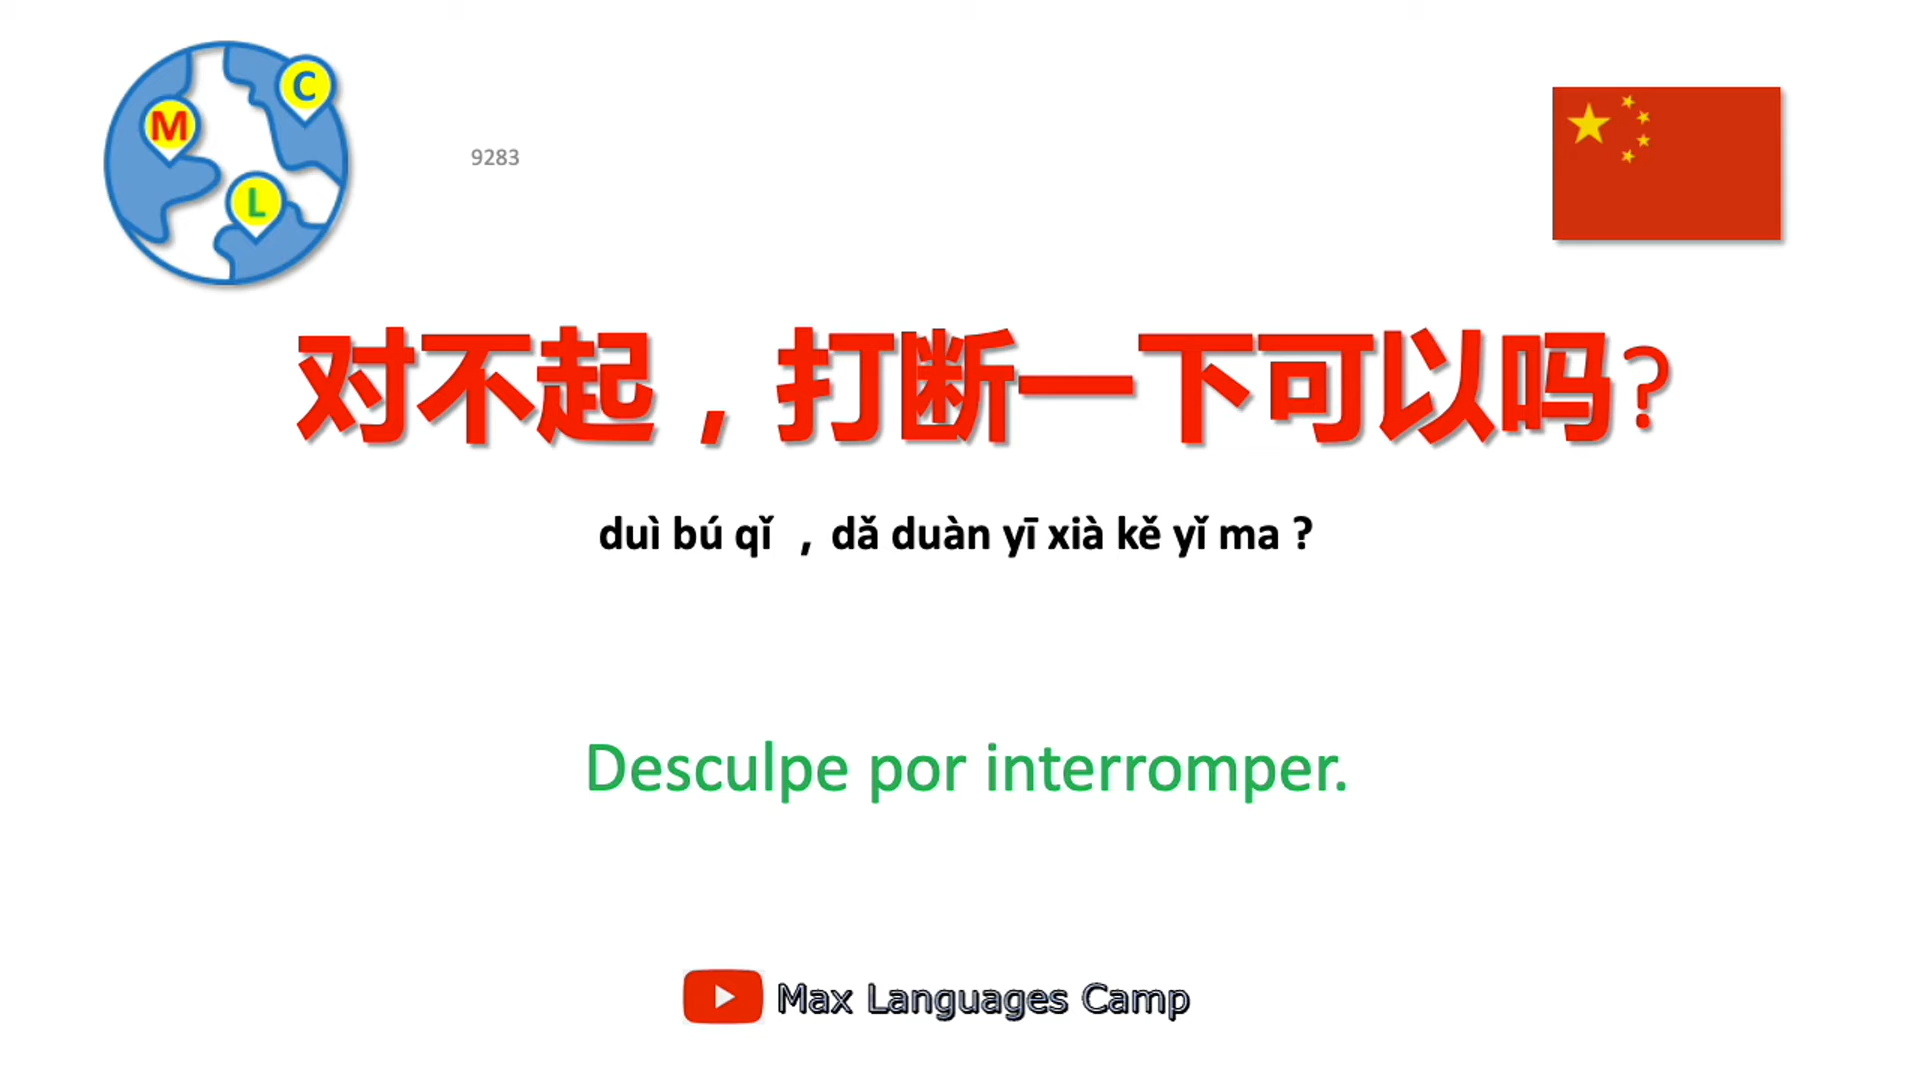 M
C
L
9283
对不起，打断一下可以吗?
duì bú qǐ ，dǎ duàn yī xià kě yǐ ma ?
Desculpe por interromper.
Max Languages Camp